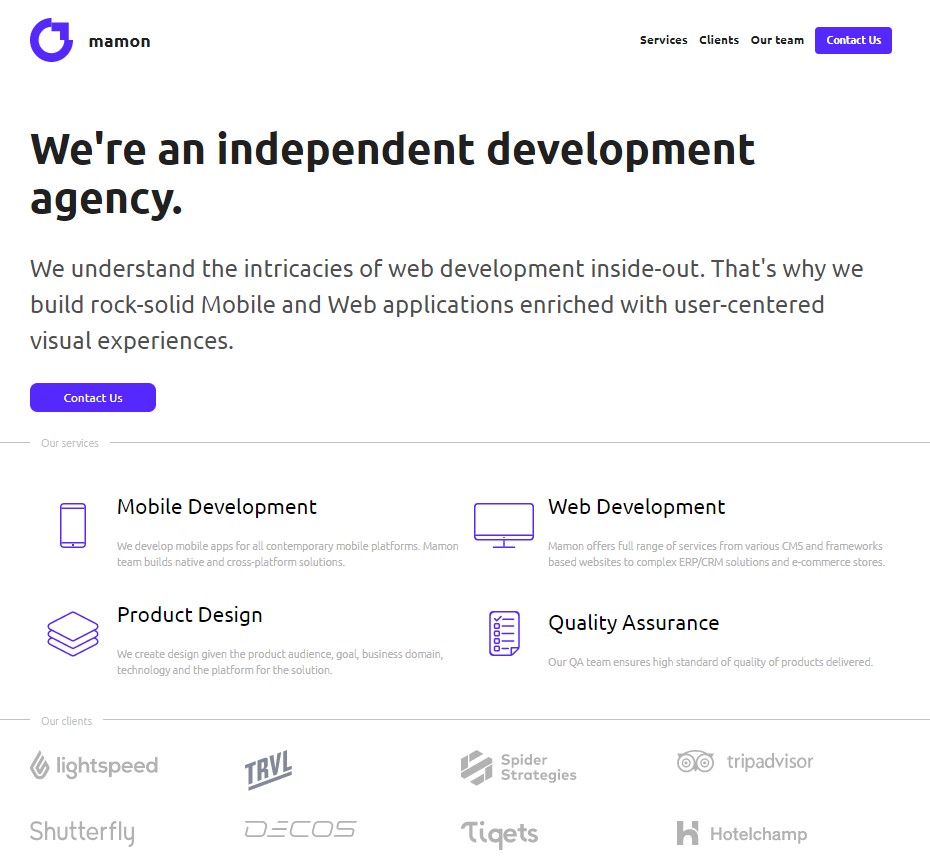 mamon
Services Clients Our team Contact Us
We're an independent development
agency.
We understand the intricacies of web development inside-out. That's why we
build rock-solid Mobile and Web applications enriched with user-centered
visual experiences.
Contact Us
Our services
Mobile Development
We develop mobile apps for all contemporary mobile platforms. Mamon
team builds native and cross-platform solutions.
Web Development
Mamon offers full range of services from various CMS and frameworks
based websites to complex ERP/CRM solutions and e-commerce stores.
Product Design
We create design given the product audience, goal, business domain,
technology and the platform for the solution.
Quality Assurance
Our QA team ensures high standard of quality of products delivered.
Our clients
lightspeed
TRVL
Spider
Strategies
tripadvisor
Shutterfly
DECOS
Tiqets
Hotelchamp